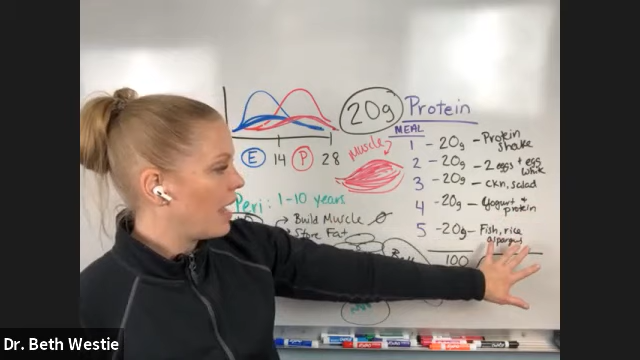 20g Protein
MEAL
Muscle
1 - 20g - Protein shake
2 - 20g - 2 eggs + egg white
3 - 20g - ckn, salad
4 - 20g - Yogurt + protein
5 - 20g - Fish, rice
100
E 14 P 28
Peri: 1-10 years
→ Build Muscle
→ Store Fat
Dr. Beth Westie